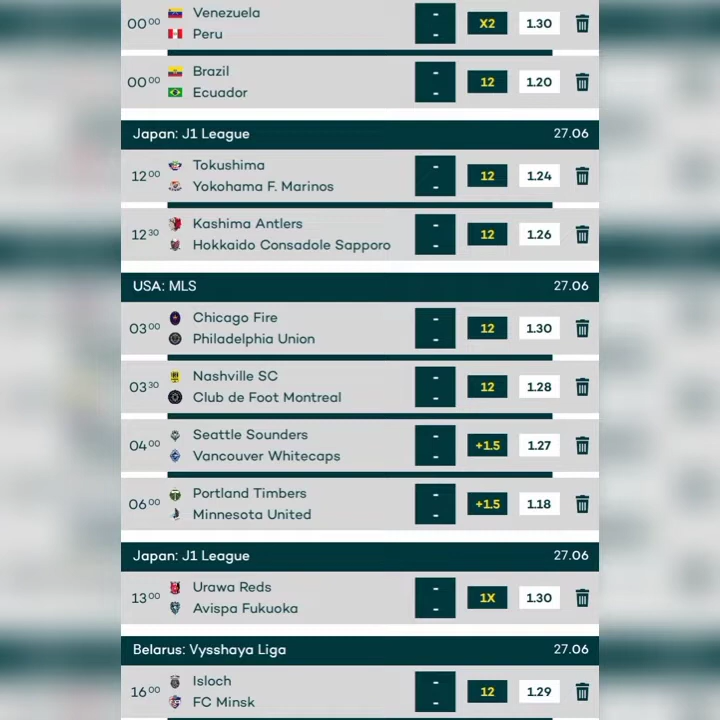 00⁰⁰ Venezuela X2 1.30
Peru
00⁰⁰ Brazil 12 1.20
Ecuador
Japan: J1 League 27.06
12⁰⁰ Tokushima 12 1.24
Yokohama F. Marinos
12³⁰ Kashima Antlers 12 1.26
Hokkaido Consadole Sapporo
USA: MLS 27.06
03⁰⁰ Chicago Fire 12 1.30
Philadelphia Union
03³⁰ Nashville SC 12 1.28
Club de Foot Montreal
04⁰⁰ Seattle Sounders +1.5 1.27
Vancouver Whitecaps
06⁰⁰ Portland Timbers +1.5 1.18
Minnesota United
Japan: J1 League 27.06
13⁰⁰ Urawa Reds 1X 1.30
Avispa Fukuoka
Belarus: Vysshaya Liga 27.06
16⁰⁰ Isloch 12 1.29
FC Minsk